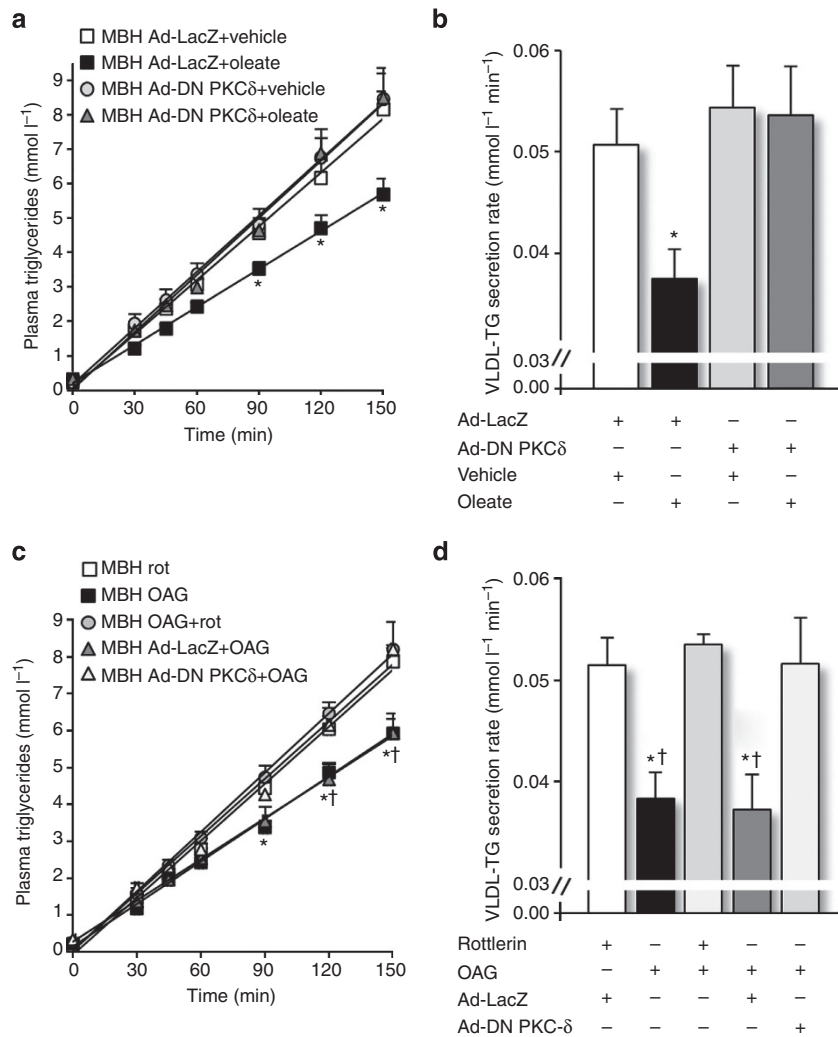 a
MBH Ad-LacZ+vehicle
MBH Ad-LacZ+oleate
MBH Ad-DN PKCδ+vehicle
MBH Ad-DN PKCδ+oleate
Plasma triglycerides (mmol l⁻¹)
9
8
7
6
5
4
3
2
1
0
* * *
0 30 60 90 120 150
Time (min)
b
VLDL-TG secretion rate (mmol l⁻¹ min⁻¹)
0.06
0.05
0.04
0.03
0.00
*
Ad-LacZ + + – –
Ad-DN PKCδ – – + +
Vehicle + – + –
Oleate – + – +
c
MBH rot
MBH OAG
MBH OAG+rot
MBH Ad-LacZ+OAG
MBH Ad-DN PKCδ+OAG
Plasma triglycerides (mmol l⁻¹)
9
8
7
6
5
4
3
2
1
0
* *† *†
0 30 60 90 120 150
Time (min)
d
VLDL-TG secretion rate (mmol l⁻¹ min⁻¹)
0.06
0.05
0.04
0.03
0.00
*† *†
Rottlerin + – + – –
OAG – + + + +
Ad-LacZ + – – + –
Ad-DN PKC-δ – – – – +